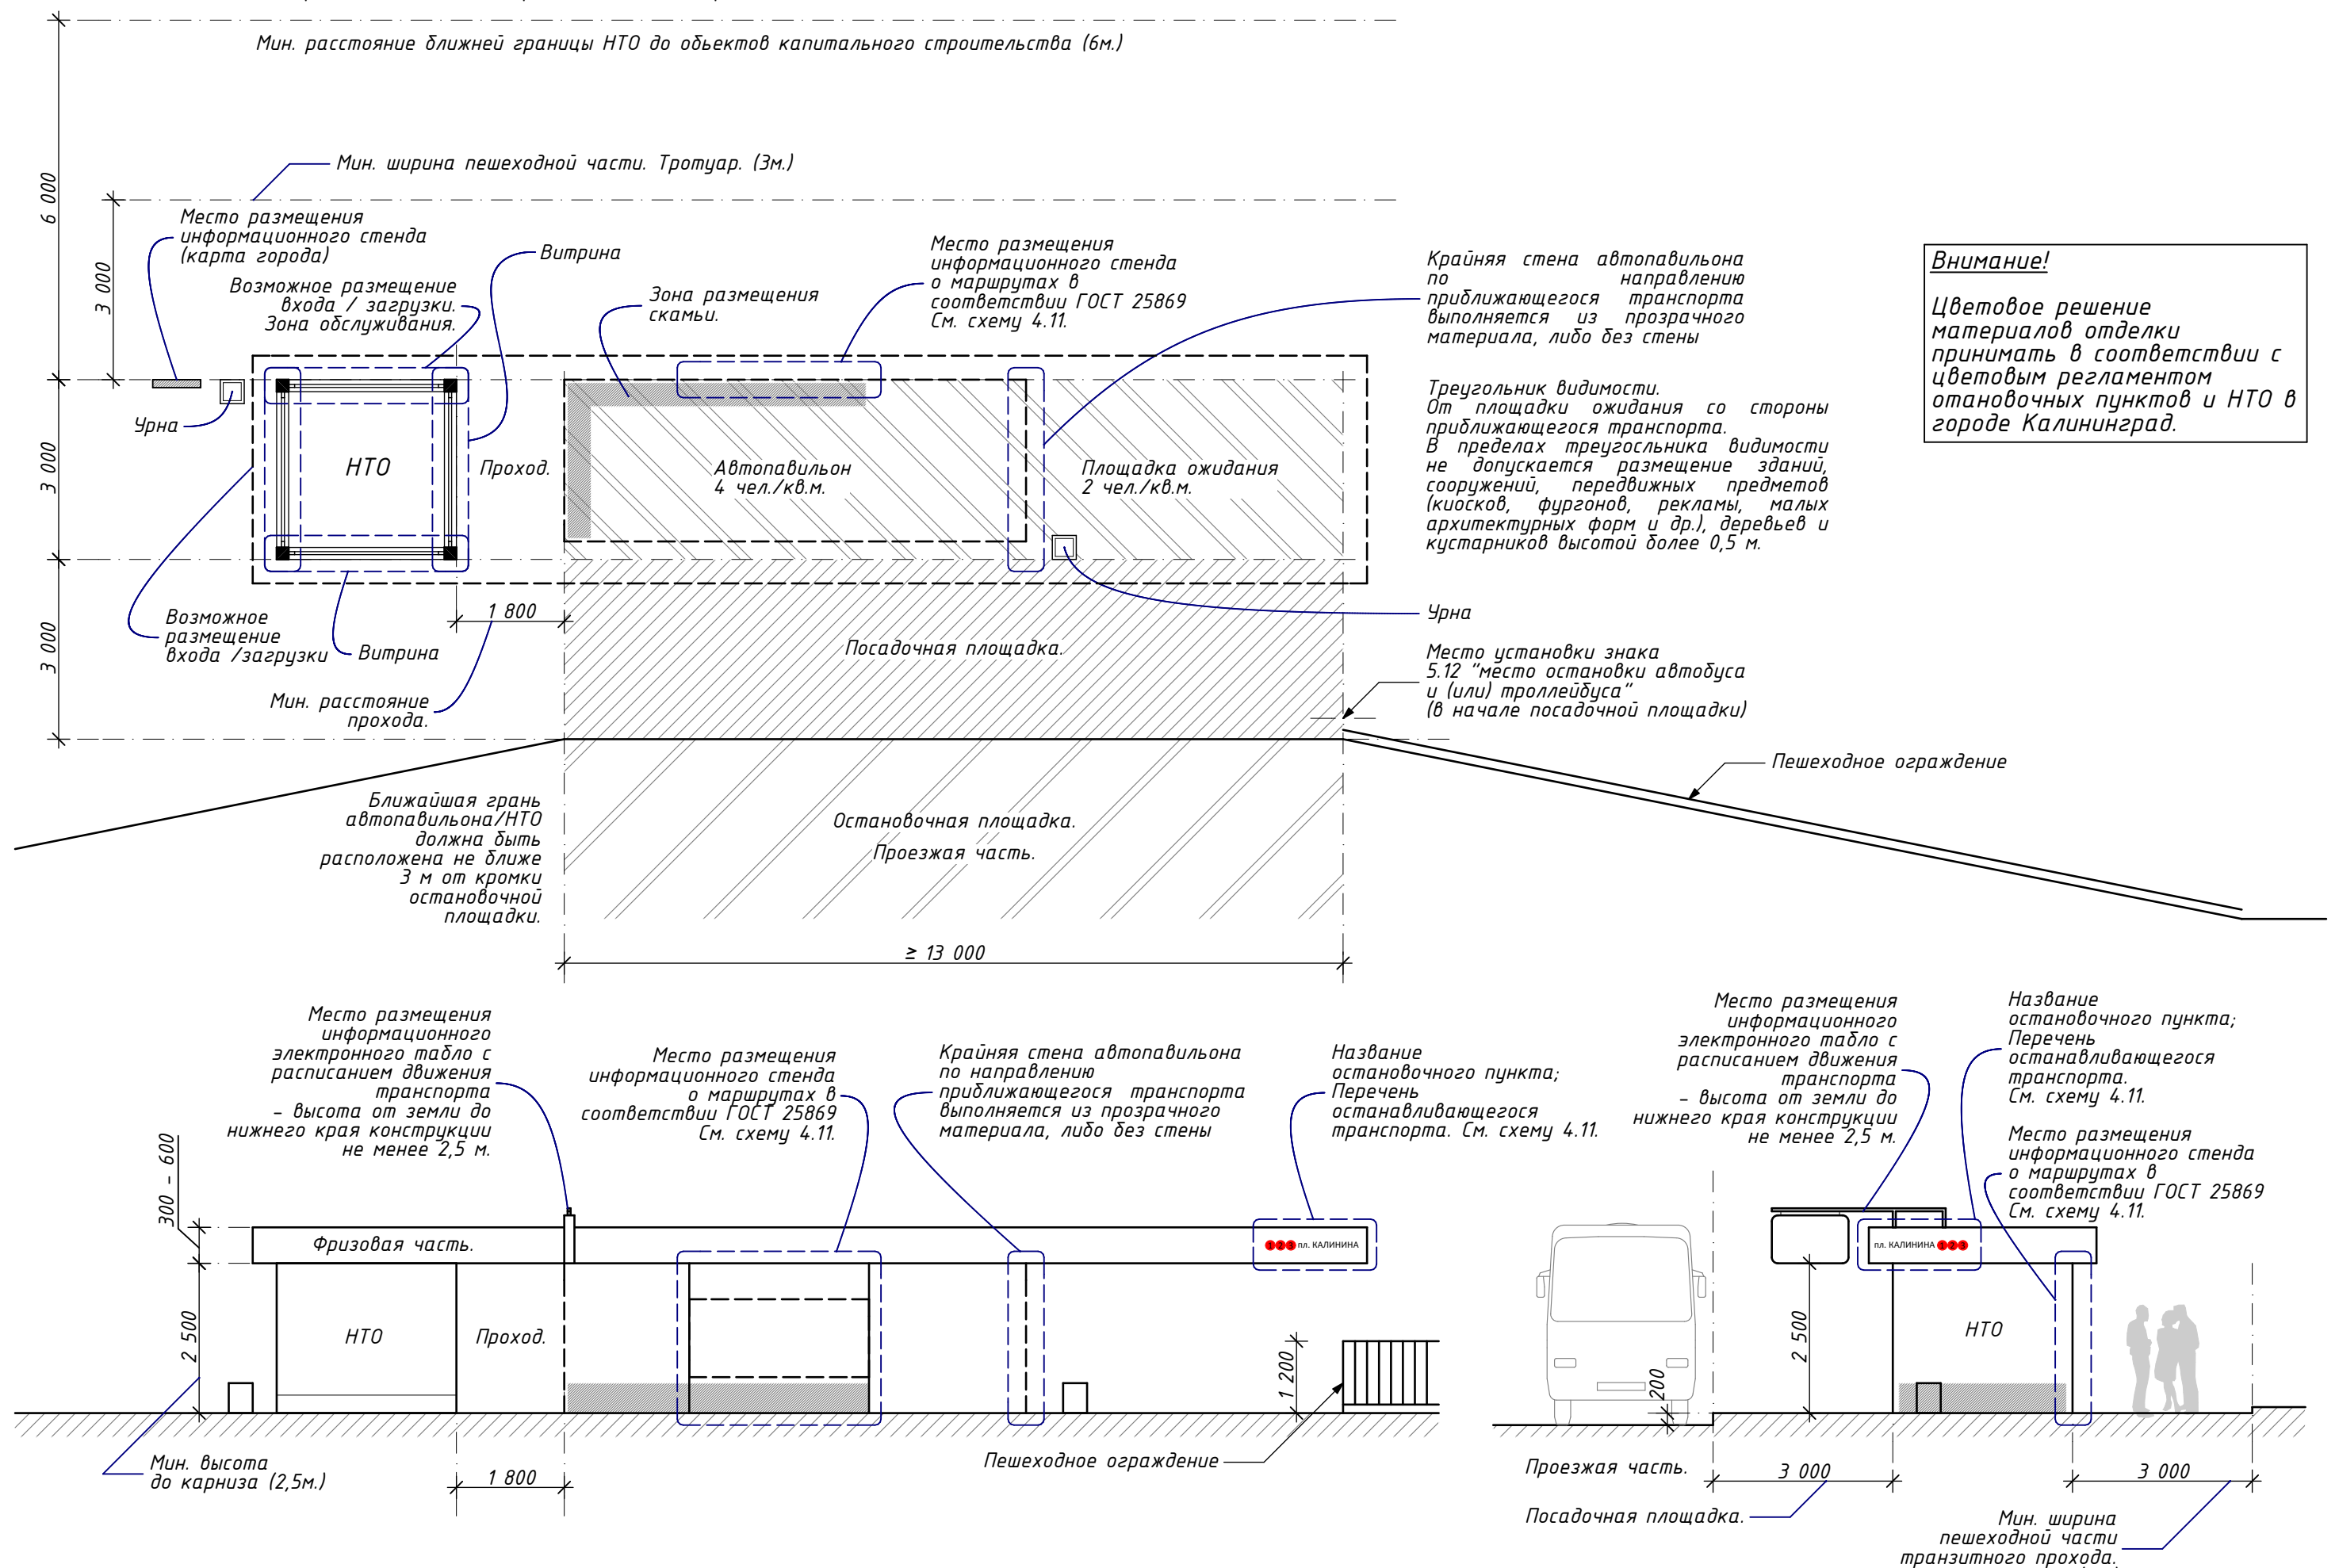 Мин. расстояние ближней границы НТО до обьектов капитального строительства (6м.)
6 000
Мин. ширина пешеходной части. Тротуар. (3м.)
3 000
Место размещения
информационного стенда
(карта города)
Возможное размещение
входа / загрузки.
Зона обслуживания.
Витрина
Зона размещения
скамьи.
Место размещения
информационного стенда
о маршрутах в
соответствии ГОСТ 25869
См. схему 4.11.
Крайняя стена автопавильона
по направлению
приближающегося транспорта
выполняется из прозрачного
материала, либо без стены
Внимание!
Цветовое решение
материалов отделки
принимать в соответствии с
цветовым регламентом
отановочных пунктов и НТО в
городе Калининград.
Треугольник видимости.
От площадки ожидания со стороны
приближающегося транспорта.
В пределах треугосльника видимости
не допускается размещение зданий,
сооружений, передвижных предметов
(киосков, фургонов, рекламы, малых
архитектурных форм и др.), деревьев и
кустарников высотой более 0,5 м.
Урна
3 000
НТО
Проход.
Автопавильон
4 чел./кв.м.
Площадка ожидания
2 чел./кв.м.
3 000
Возможное
размещение
входа /загрузки
Витрина
1 800
Мин. расстояние
прохода.
Посадочная площадка.
Урна
Место установки знака
5.12 "место остановки автобуса
и (или) троллейбуса"
(в начале посадочной площадки)
Пешеходное ограждение
Ближайшая грань
автопавильона/НТО
должна быть
расположена не ближе
3 м от кромки
остановочной
площадки.
Остановочная площадка.
Проезжая часть.
≥ 13 000
Место размещения
информационного
электронного табло с
расписанием движения
транспорта
- высота от земли до
нижнего края конструкции
не менее 2,5 м.
Место размещения
информационного стенда
о маршрутах в
соответствии ГОСТ 25869
См. схему 4.11.
Крайняя стена автопавильона
по направлению
приближающегося транспорта
выполняется из прозрачного
материала, либо без стены
Название
остановочного пункта;
Перечень
останавливающегося
транспорта. См. схему 4.11.
300 - 600
Фризовая часть.
1 2 3 пл. КАЛИНИНА
2 500
НТО
Проход.
1 200
Мин. высота
до карниза (2,5м.)
1 800
Пешеходное ограждение
Место размещения
информационного
электронного табло с
расписанием движения
транспорта
- высота от земли до
нижнего края конструкции
не менее 2,5 м.
Название
остановочного пункта;
Перечень
останавливающегося
транспорта.
См. схему 4.11.
Место размещения
информационного стенда
о маршрутах в
соответствии ГОСТ 25869
См. схему 4.11.
пл. КАЛИНИНА 1 2 3
2 500
НТО
200
Проезжая часть.
3 000
3 000
Посадочная площадка.
Мин. ширина
пешеходной части
транзитного прохода.